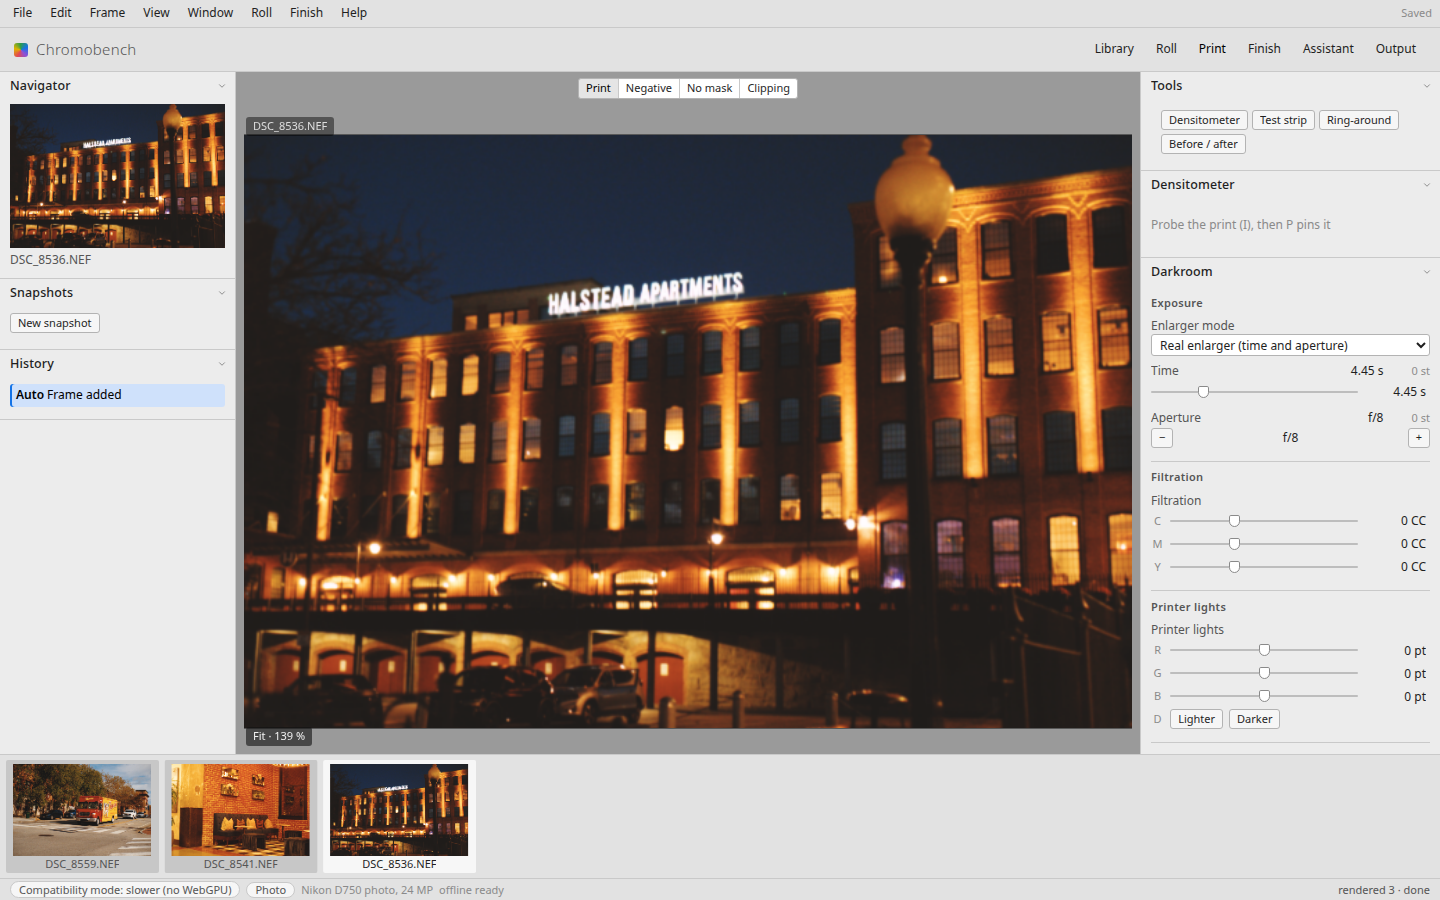 File Edit Frame View Window Roll Finish Help Saved
Chromobench Library Roll Print Finish Assistant Output
Navigator
HALSTEAD APARTMENTS
DSC_8536.NEF
Snapshots
New snapshot
History
Auto Frame added
Print Negative No mask Clipping
DSC_8536.NEF
HALSTEAD APARTMENTS
Fit · 139 %
Tools
Densitometer Test strip Ring-around
Before / after
Densitometer
Probe the print (I), then P pins it
Darkroom
Exposure
Enlarger mode
Real enlarger (time and aperture)
Time 4.45 s 0 st
4.45 s
Aperture f/8 0 st
− f/8 +
Filtration
Filtration
C 0 CC
M 0 CC
Y 0 CC
Printer lights
Printer lights
R 0 pt
G 0 pt
B 0 pt
D Lighter Darker
DSC_8559.NEF DSC_8541.NEF DSC_8536.NEF
Compatibility mode: slower (no WebGPU) Photo Nikon D750 photo, 24 MP offline ready rendered 3 · done